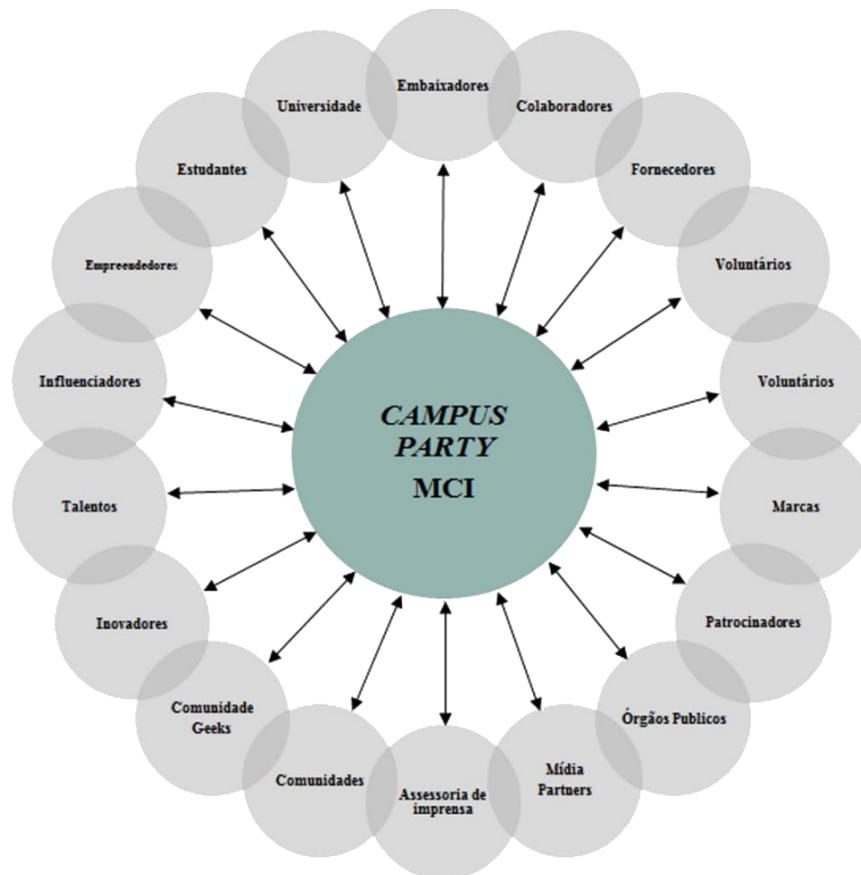 Embaixadores
Colaboradores
Fornecedores
Voluntários
Voluntários
Marcas
Patrocinadores
Órgãos Publicos
Mídia
Partners
Assessoria de
imprensa
Comunidades
Comunidade
Geeks
Inovadores
Talentos
Influenciadores
Empreendedores
Estudantes
Universidade
CAMPUS
PARTY
MCI